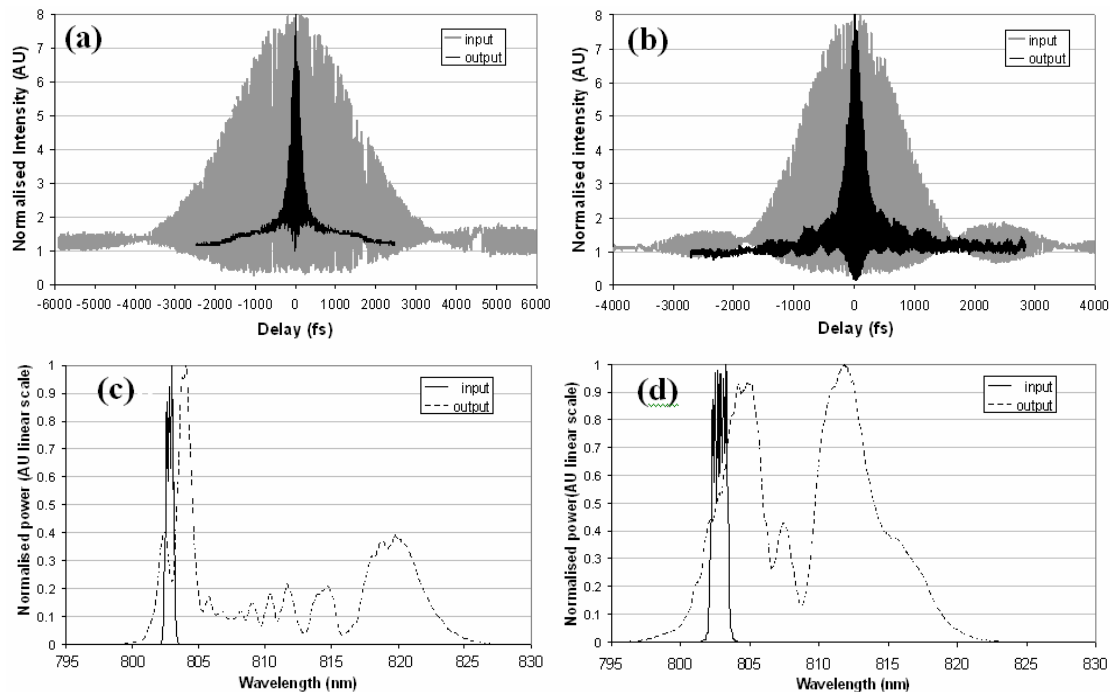 (a)
Normalised Intensity (AU)
8
7
6
5
4
3
2
1
0
input
output
-6000 -5000 -4000 -3000 -2000 -1000 0 1000 2000 3000 4000 5000 6000
Delay (fs)
(b)
Normalised intensity (AU)
8
7
6
5
4
3
2
1
0
input
output
-4000 -3000 -2000 -1000 0 1000 2000 3000 4000
Delay (fs)
(c)
Normalised power (AU linear scale)
1
0.9
0.8
0.7
0.6
0.5
0.4
0.3
0.2
0.1
0
input
output
795 800 805 810 815 820 825 830
Wavelength (nm)
(d)
Normalised power(AU linear scale)
1
0.9
0.8
0.7
0.6
0.5
0.4
0.3
0.2
0.1
0
input
output
795 800 805 810 815 820 825 830
Wavelength (nm)